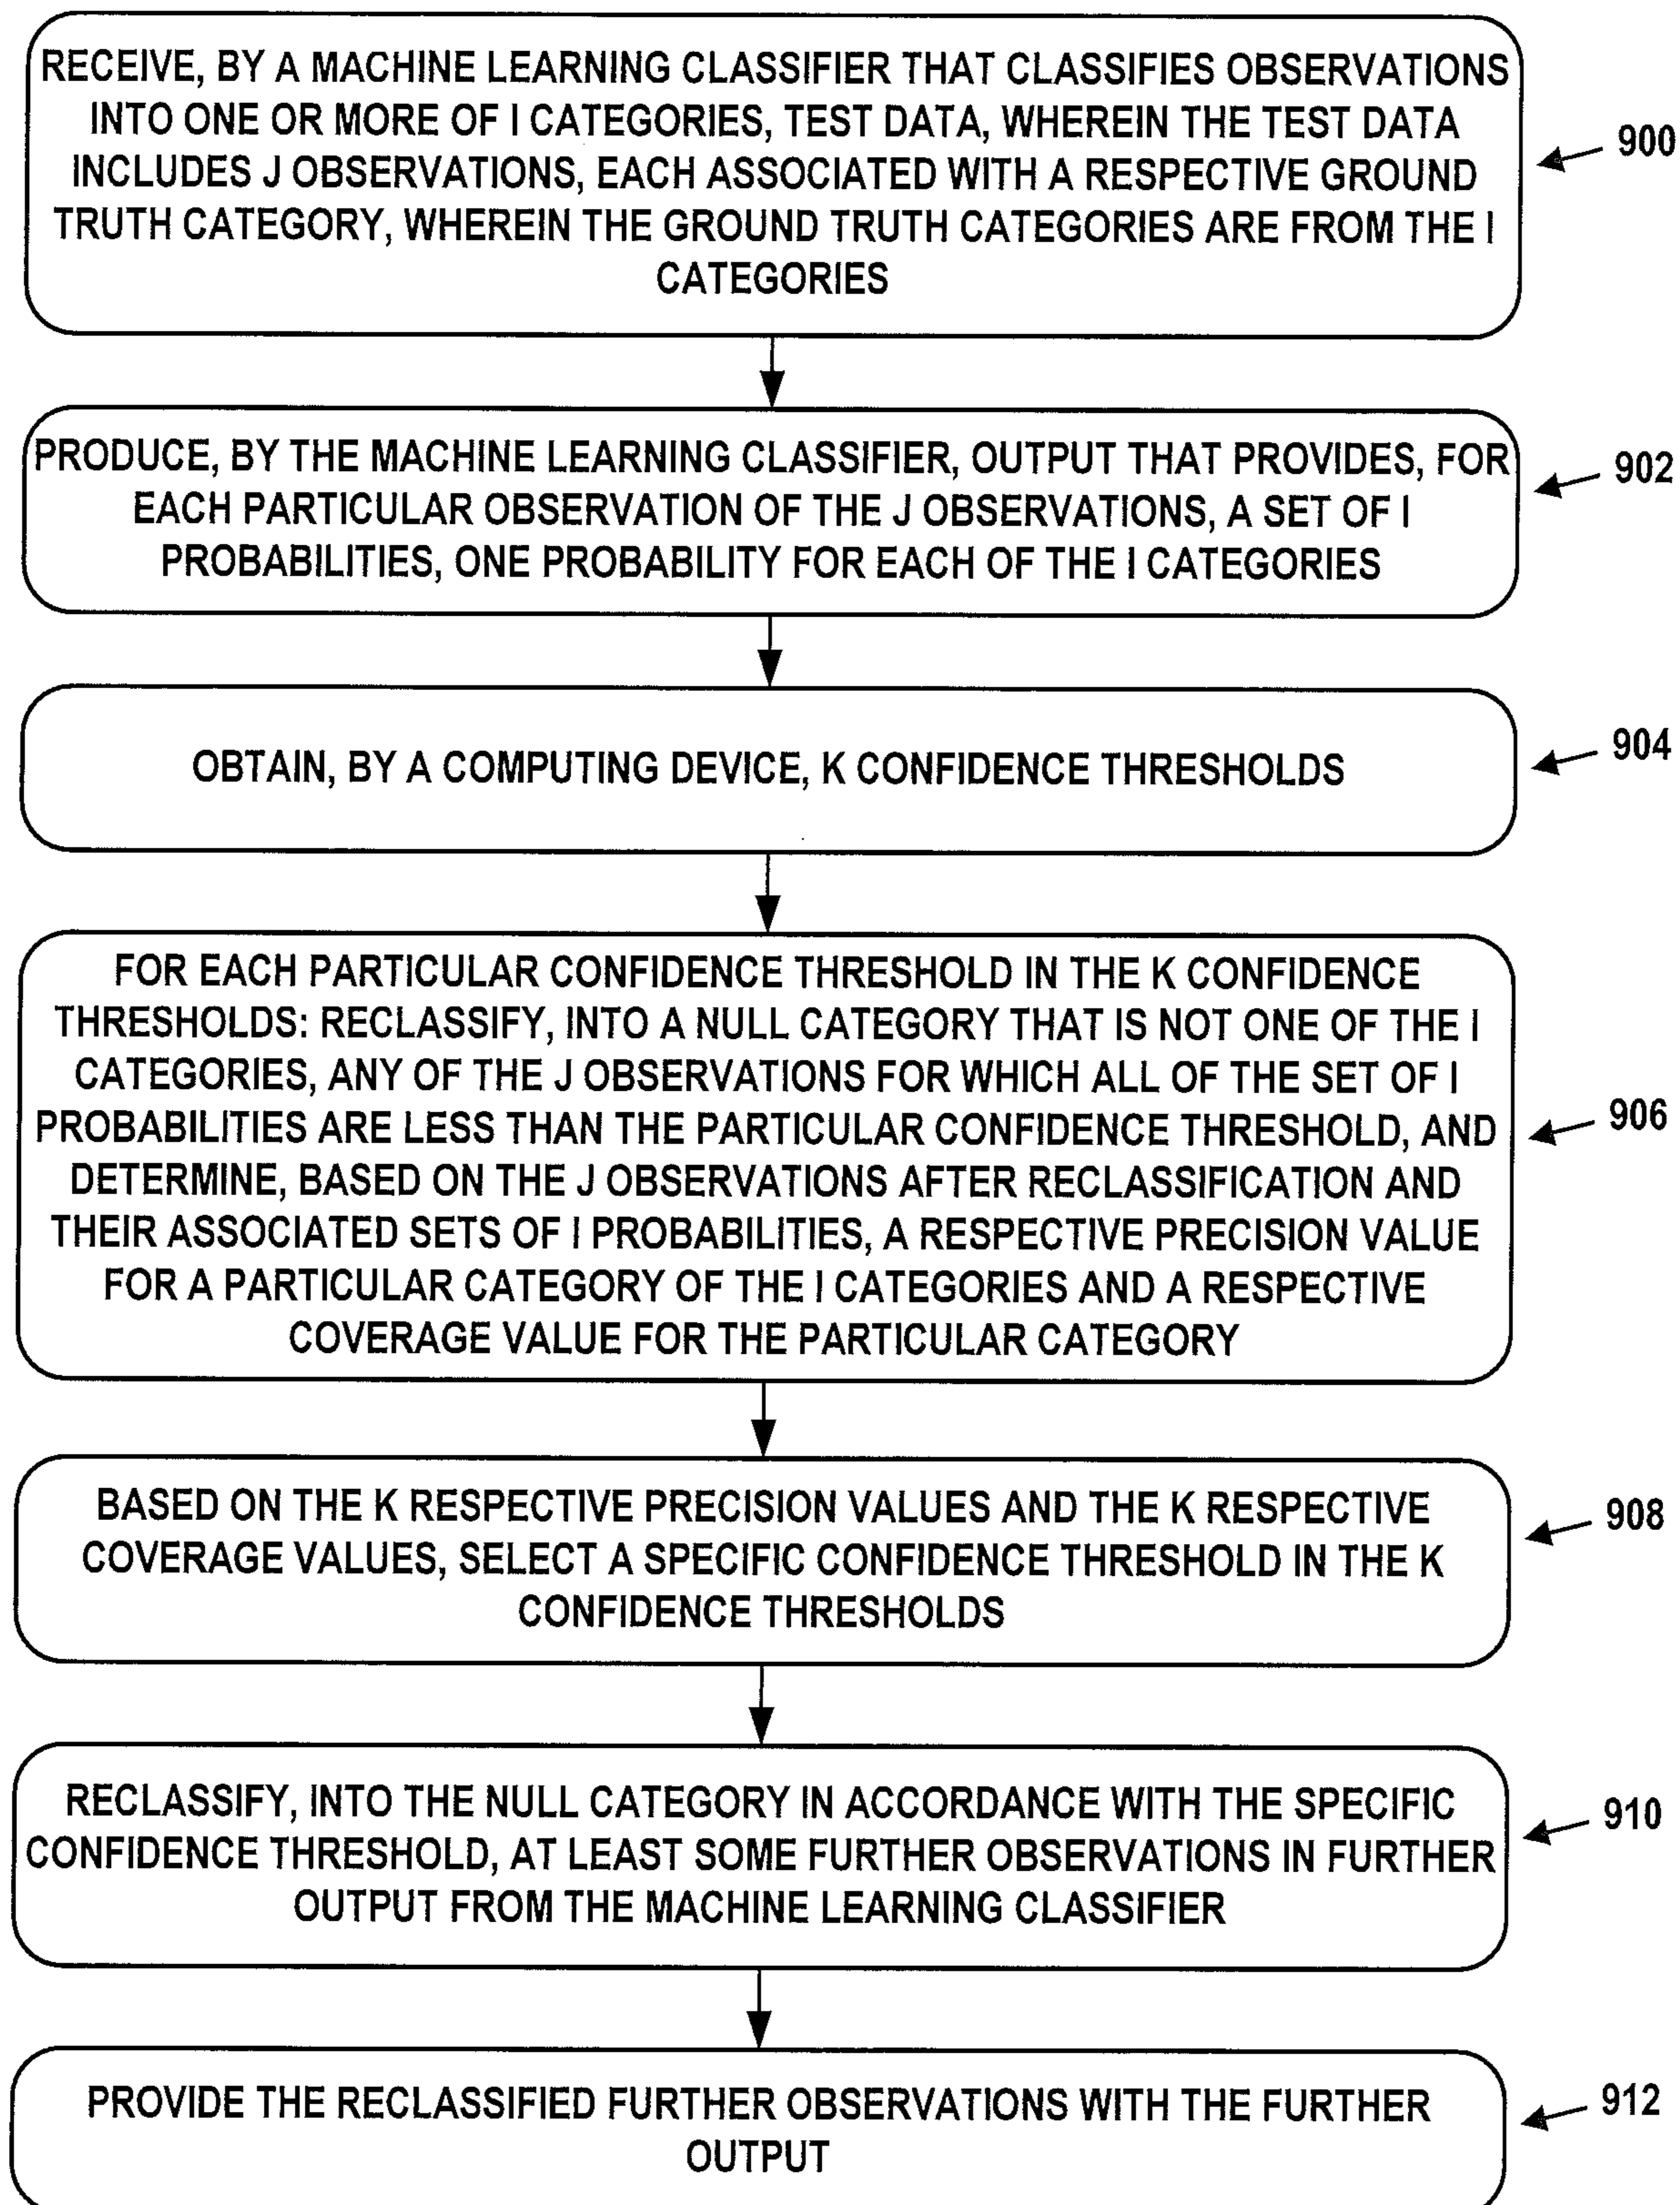 RECEIVE, BY A MACHINE LEARNING CLASSIFIER THAT CLASSIFIES OBSERVATIONS
INTO ONE OR MORE OF I CATEGORIES, TEST DATA, WHEREIN THE TEST DATA
INCLUDES J OBSERVATIONS, EACH ASSOCIATED WITH A RESPECTIVE GROUND
TRUTH CATEGORY, WHEREIN THE GROUND TRUTH CATEGORIES ARE FROM THE I
CATEGORIES
900
PRODUCE, BY THE MACHINE LEARNING CLASSIFIER, OUTPUT THAT PROVIDES, FOR
EACH PARTICULAR OBSERVATION OF THE J OBSERVATIONS, A SET OF I
PROBABILITIES, ONE PROBABILITY FOR EACH OF THE I CATEGORIES
902
OBTAIN, BY A COMPUTING DEVICE, K CONFIDENCE THRESHOLDS
904
FOR EACH PARTICULAR CONFIDENCE THRESHOLD IN THE K CONFIDENCE
THRESHOLDS: RECLASSIFY, INTO A NULL CATEGORY THAT IS NOT ONE OF THE I
CATEGORIES, ANY OF THE J OBSERVATIONS FOR WHICH ALL OF THE SET OF I
PROBABILITIES ARE LESS THAN THE PARTICULAR CONFIDENCE THRESHOLD, AND
DETERMINE, BASED ON THE J OBSERVATIONS AFTER RECLASSIFICATION AND
THEIR ASSOCIATED SETS OF I PROBABILITIES, A RESPECTIVE PRECISION VALUE
FOR A PARTICULAR CATEGORY OF THE I CATEGORIES AND A RESPECTIVE
COVERAGE VALUE FOR THE PARTICULAR CATEGORY
906
BASED ON THE K RESPECTIVE PRECISION VALUES AND THE K RESPECTIVE
COVERAGE VALUES, SELECT A SPECIFIC CONFIDENCE THRESHOLD IN THE K
CONFIDENCE THRESHOLDS
908
RECLASSIFY, INTO THE NULL CATEGORY IN ACCORDANCE WITH THE SPECIFIC
CONFIDENCE THRESHOLD, AT LEAST SOME FURTHER OBSERVATIONS IN FURTHER
OUTPUT FROM THE MACHINE LEARNING CLASSIFIER
910
PROVIDE THE RECLASSIFIED FURTHER OBSERVATIONS WITH THE FURTHER
OUTPUT
912